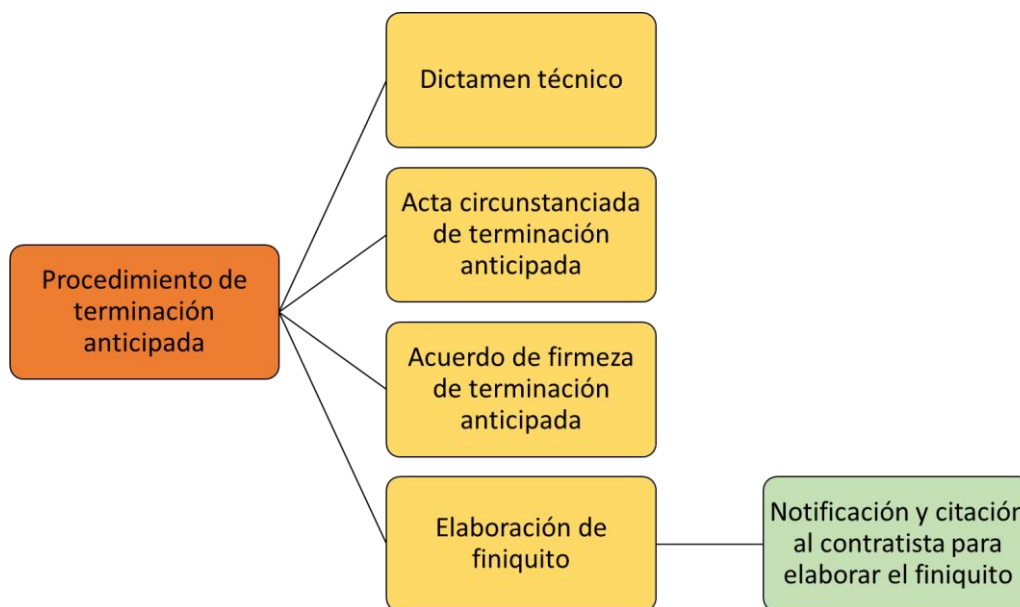 Dictamen técnico
Acta circunstanciada
de terminación
anticipada
Procedimiento de
terminación
anticipada
Acuerdo de firmeza
de terminación
anticipada
Elaboración de
finiquito
Notificación y citación
al contratista para
elaborar el finiquito